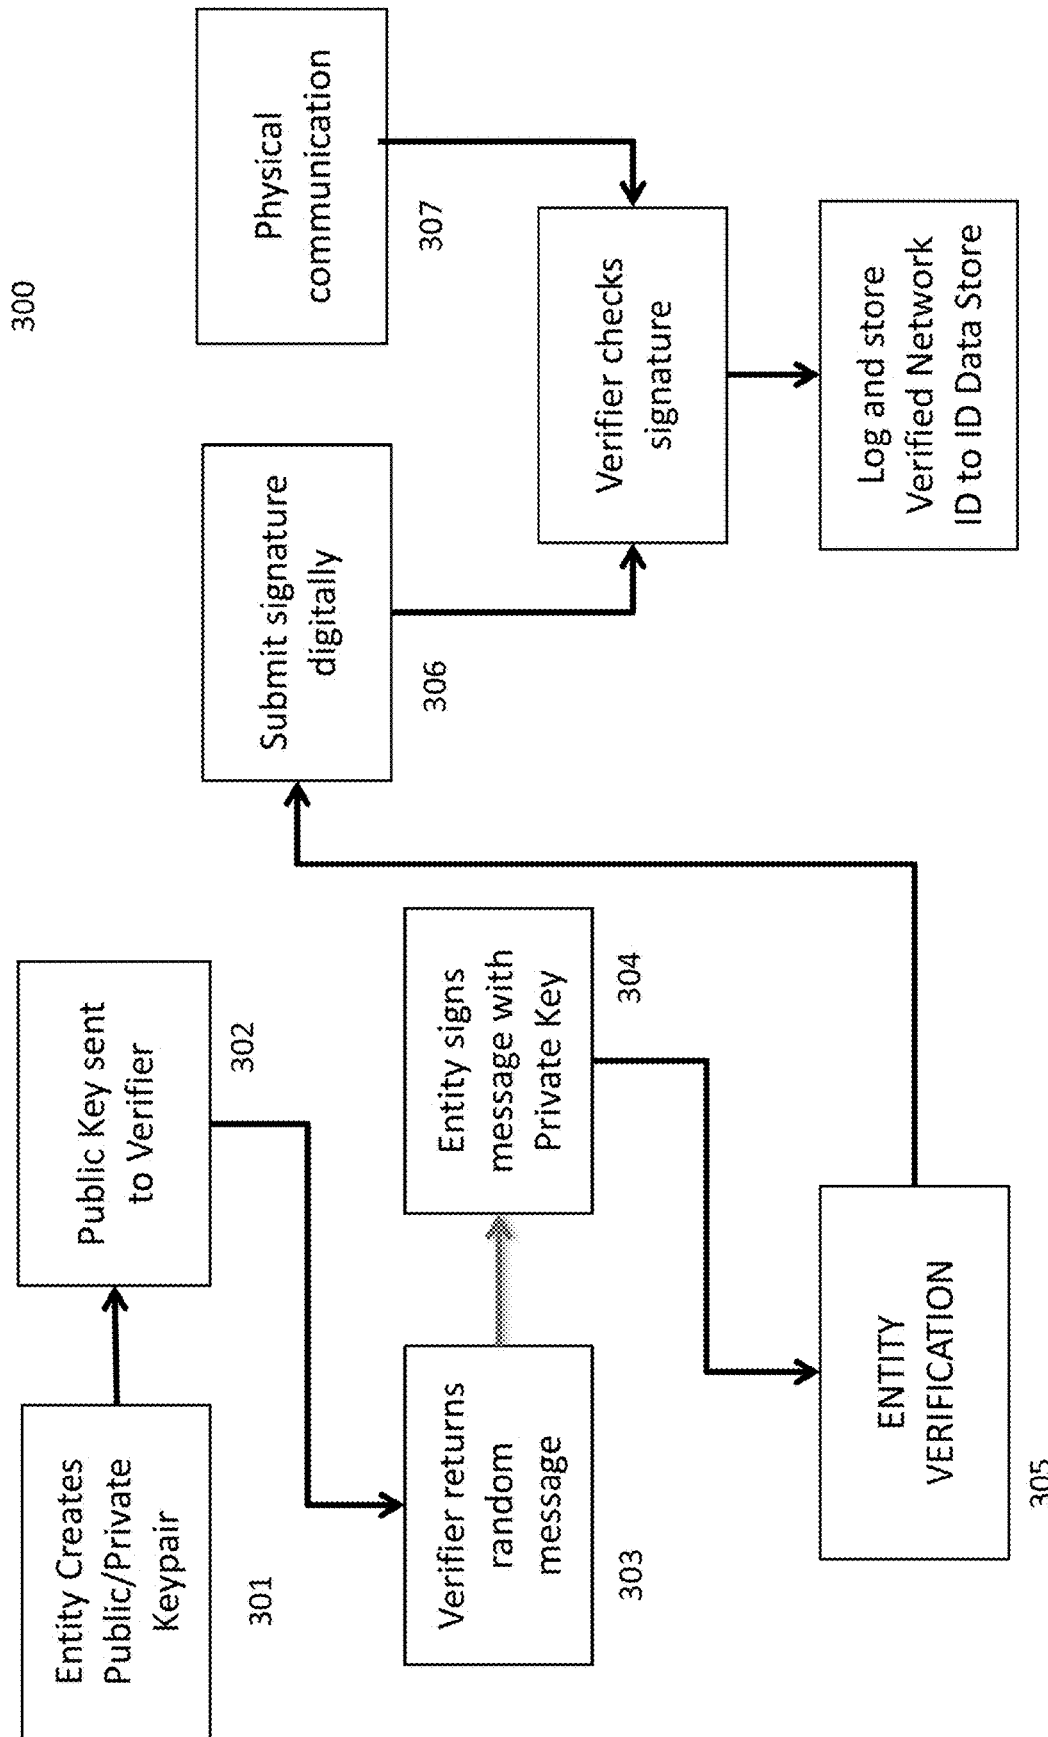 300
Entity Creates
Public/Private
Keypair
301
Public Key sent
to Verifier
302
Verifier returns
random
message
303
Entity signs
message with
Private Key
304
ENTITY
VERIFICATION
305
Submit signature
digitally
306
Physical
communication
307
Verifier checks
signature
Log and store
Verified Network
ID to ID Data Store